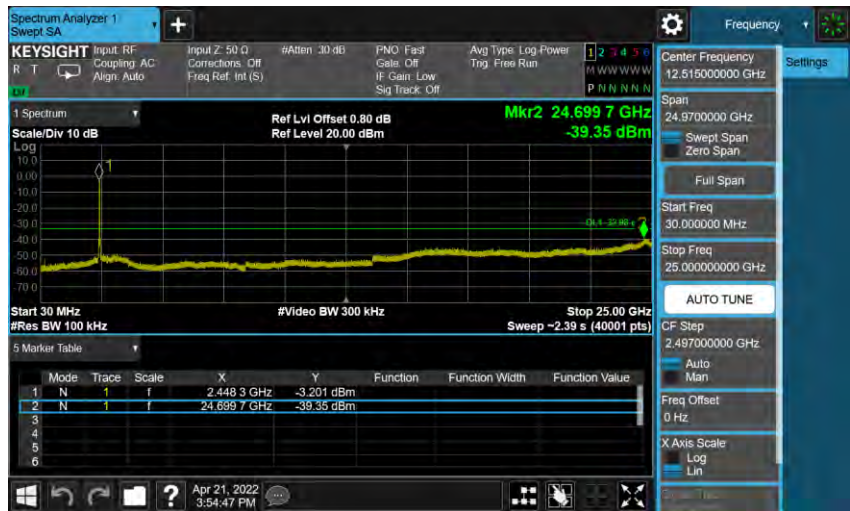 Spectrum Analyzer 1
Swept SA
+
Frequency
KEYSIGHT
R T
Input: RF
Coupling: AC
Align: Auto
Input Z: 50 Ω
Corrections: Off
Freq Ref: Int (S)
#Atten: 30 dB
PNO: Fast
Gate: Off
IF Gain: Low
Sig Track: Off
Avg Type: Log-Power
Trig: Free Run
1 2 3 4 5 6
M W W W W W
P N N N N N
1 Spectrum
Scale/Div 10 dB
Ref Lvl Offset 0.80 dB
Ref Level 20.00 dBm
Mkr2 24.699 7 GHz
-39.35 dBm
Log
10.0
0.00
-10.0
-20.0
-30.0
-40.0
-50.0
-60.0
-70.0
1
Start 30 MHz
#Res BW 100 kHz
#Video BW 300 kHz
Stop 25.00 GHz
Sweep ~2.39 s (40001 pts)
5 Marker Table
Mode Trace Scale X Y Function Function Width Function Value
1 N 1 f 2.448 3 GHz -3.201 dBm
2 N 1 f 24.699 7 GHz -39.35 dBm
3
4
5
6
Apr 21, 2022
3:54:47 PM
Center Frequency
12.515000000 GHz
Settings
Span
24.9700000 GHz
Swept Span
Zero Span
Full Span
Start Freq
30.000000 MHz
Stop Freq
25.000000000 GHz
AUTO TUNE
CF Step
2.497000000 GHz
Auto
Man
Freq Offset
0 Hz
X Axis Scale
Log
Lin